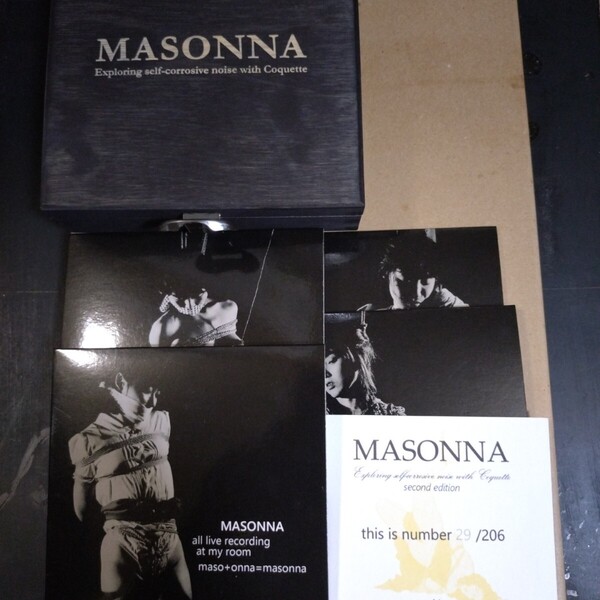 MASONNA
Exploring self-corrosive noise with Coquette
MASONNA
all live recording
at my room
maso+onna=masonna
MASONNA
Exploring self-corrosive noise with Coquette
second edition
this is number 29 /206